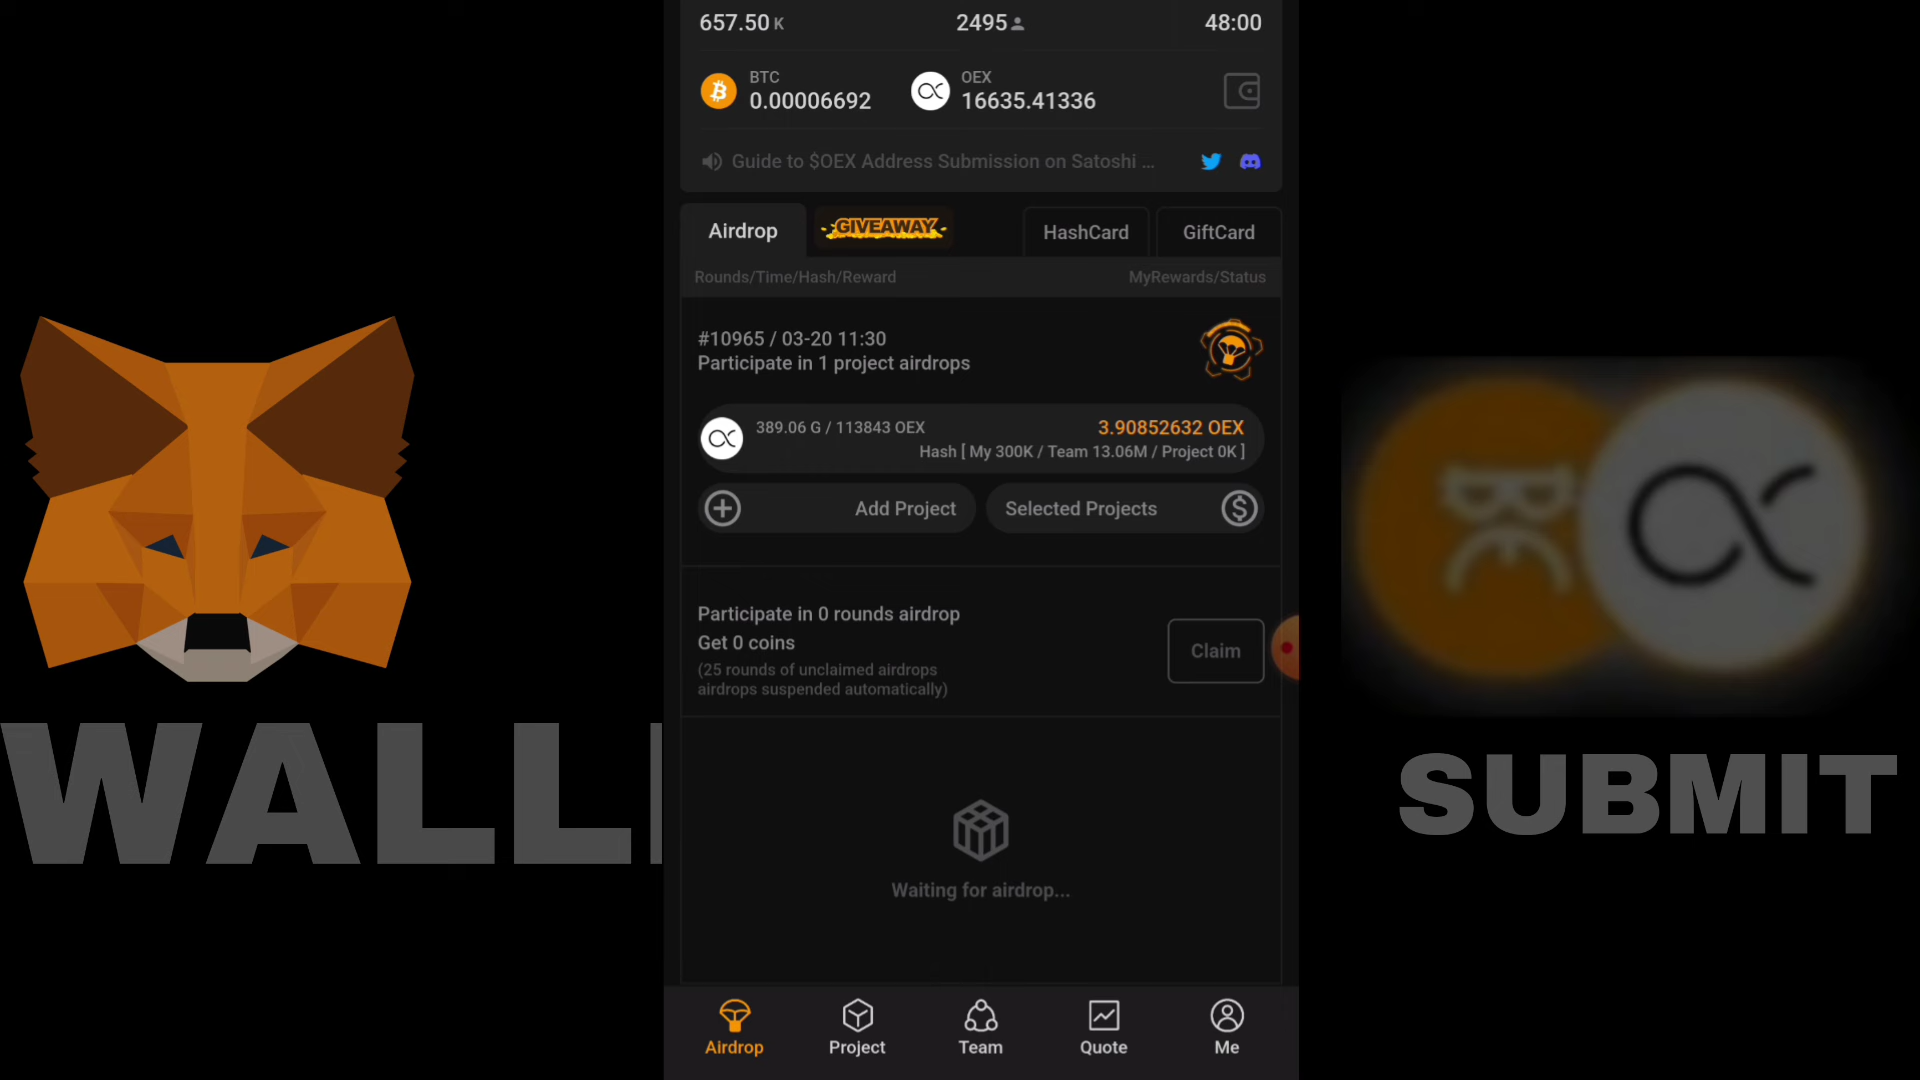 657.50 K
2495
48:00
BTC
0.00006692
OEX
16635.41336
Guide to $OEX Address Submission on Satoshi ...
Airdrop
GIVEAWAY
HashCard
GiftCard
Rounds/Time/Hash/Reward
MyRewards/Status
#10965 / 03-20 11:30
Participate in 1 project airdrops
389.06 G / 113843 OEX
3.90852632 OEX
Hash [ My 300K / Team 13.06M / Project 0K ]
Add Project
Selected Projects
Participate in 0 rounds airdrop
Get 0 coins
(25 rounds of unclaimed airdrops
airdrops suspended automatically)
Claim
Waiting for airdrop...
Airdrop
Project
Team
Quote
Me
SUBMIT